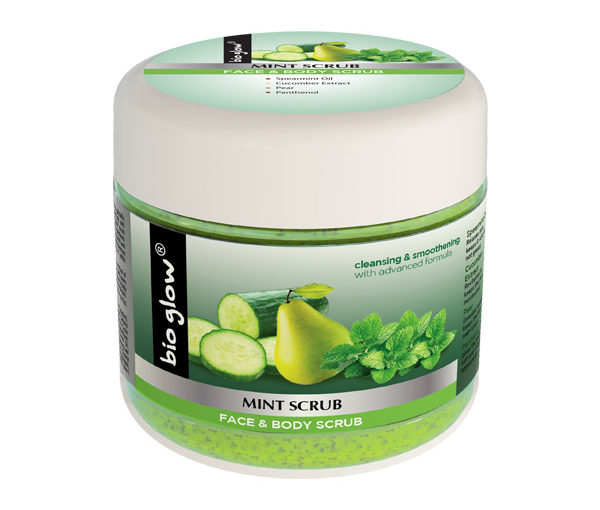 bio glow®
MINT SCRUB
FACE & BODY SCRUB
Spearmint Oil
Cucumber Extract
Pear
Panthenol
bio glow®
cleansing & smoothening
with advanced formula
MINT SCRUB
FACE & BODY SCRUB